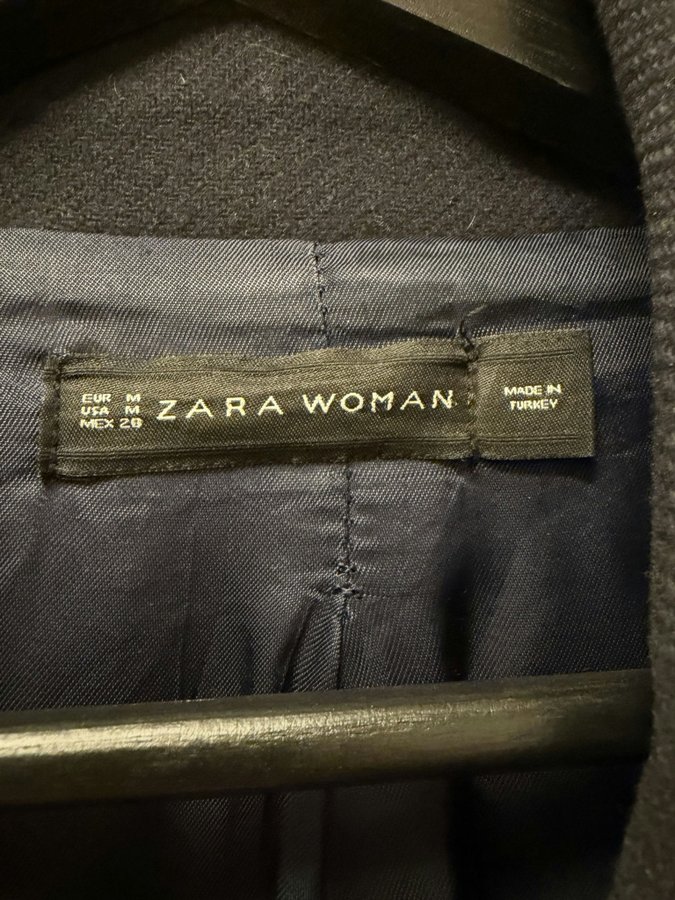 EUR M
USA M
MEX 28
ZARA WOMAN
MADE IN
TURKEY